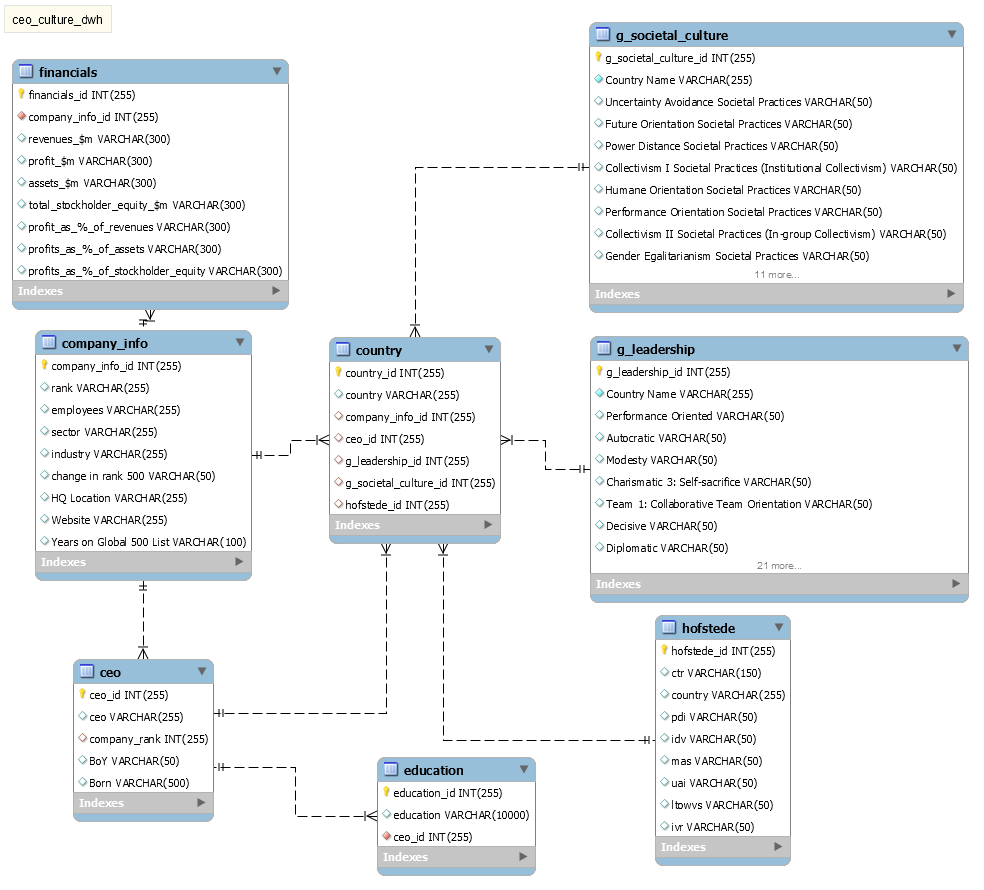 ceo_culture_dwh
financials
financials_id INT(255)
company_info_id INT(255)
revenues_$m VARCHAR(300)
profit_$m VARCHAR(300)
assets_$m VARCHAR(300)
total_stockholder_equity_$m VARCHAR(300)
profit_as_%_of_revenues VARCHAR(300)
profits_as_%_of_assets VARCHAR(300)
profits_as_%_of_stockholder_equity VARCHAR(300)
Indexes
company_info
company_info_id INT(255)
rank VARCHAR(255)
employees VARCHAR(255)
sector VARCHAR(255)
industry VARCHAR(255)
change in rank 500 VARCHAR(50)
HQ Location VARCHAR(255)
Website VARCHAR(255)
Years on Global 500 List VARCHAR(100)
Indexes
ceo
ceo_id INT(255)
ceo VARCHAR(255)
company_rank INT(255)
BoY VARCHAR(50)
Born VARCHAR(500)
Indexes
country
country_id INT(255)
country VARCHAR(255)
company_info_id INT(255)
ceo_id INT(255)
g_leadership_id INT(255)
g_societal_culture_id INT(255)
hofstede_id INT(255)
Indexes
education
education_id INT(255)
education VARCHAR(10000)
ceo_id INT(255)
Indexes
g_societal_culture
g_societal_culture_id INT(255)
Country Name VARCHAR(255)
Uncertainty Avoidance Societal Practices VARCHAR(50)
Future Orientation Societal Practices VARCHAR(50)
Power Distance Societal Practices VARCHAR(50)
Collectivism I Societal Practices (Institutional Collectivism) VARCHAR(50)
Humane Orientation Societal Practices VARCHAR(50)
Performance Orientation Societal Practices VARCHAR(50)
Collectivism II Societal Practices (In-group Collectivism) VARCHAR(50)
Gender Egalitarianism Societal Practices VARCHAR(50)
11 more...
Indexes
g_leadership
g_leadership_id INT(255)
Country Name VARCHAR(255)
Performance Oriented VARCHAR(50)
Autocratic VARCHAR(50)
Modesty VARCHAR(50)
Charismatic 3: Self-sacrifice VARCHAR(50)
Team 1: Collaborative Team Orientation VARCHAR(50)
Decisive VARCHAR(50)
Diplomatic VARCHAR(50)
21 more...
Indexes
hofstede
hofstede_id INT(255)
ctr VARCHAR(150)
country VARCHAR(255)
pdi VARCHAR(50)
idv VARCHAR(50)
mas VARCHAR(50)
uai VARCHAR(50)
ltowvs VARCHAR(50)
ivr VARCHAR(50)
Indexes